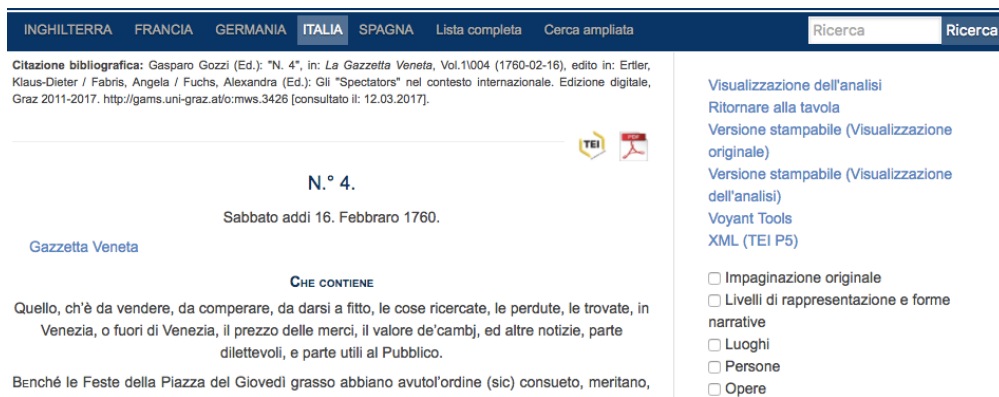 INGHILTERRA FRANCIA GERMANIA ITALIA SPAGNA Lista completa Cerca ampliata Ricerca Ricerca
Citazione bibliografica: Gasparo Gozzi (Ed.): "N. 4", in: La Gazzetta Veneta, Vol.1\004 (1760-02-16), edito in: Ertler,
Klaus-Dieter / Fabris, Angela / Fuchs, Alexandra (Ed.): Gli "Spectators" nel contesto internazionale. Edizione digitale,
Graz 2011-2017. http://gams.uni-graz.at/o:mws.3426 [consultato il: 12.03.2017].
TEI PDF
N.° 4.
Sabbato addi 16. Febbraro 1760.
Gazzetta Veneta
CHE CONTIENE
Quello, ch'è da vendere, da comperare, da darsi a fitto, le cose ricercate, le perdute, le trovate, in
Venezia, o fuori di Venezia, il prezzo delle merci, il valore de'cambj, ed altre notizie, parte
dilettevoli, e parte utili al Pubblico.
BENCHÉ le Feste della Piazza del Giovedì grasso abbiano avutol'ordine (sic) consueto, meritano,
Visualizzazione dell'analisi
Ritornare alla tavola
Versione stampabile (Visualizzazione
originale)
Versione stampabile (Visualizzazione
dell'analisi)
Voyant Tools
XML (TEI P5)
Impaginazione originale
Livelli di rappresentazione e forme
narrative
Luoghi
Persone
Opere